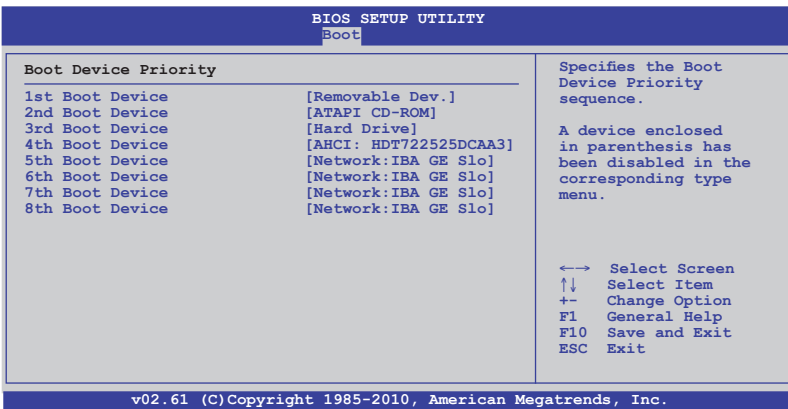 BIOS SETUP UTILITY
Boot
Boot Device Priority
1st Boot Device [Removable Dev.]
2nd Boot Device [ATAPI CD-ROM]
3rd Boot Device [Hard Drive]
4th Boot Device [AHCI: HDT722525DCAA3]
5th Boot Device [Network:IBA GE Slo]
6th Boot Device [Network:IBA GE Slo]
7th Boot Device [Network:IBA GE Slo]
8th Boot Device [Network:IBA GE Slo]
Specifies the Boot
Device Priority
sequence.
A device enclosed
in parenthesis has
been disabled in the
corresponding type
menu.
←→ Select Screen
↑↓ Select Item
+- Change Option
F1 General Help
F10 Save and Exit
ESC Exit
v02.61 (C)Copyright 1985-2010, American Megatrends, Inc.